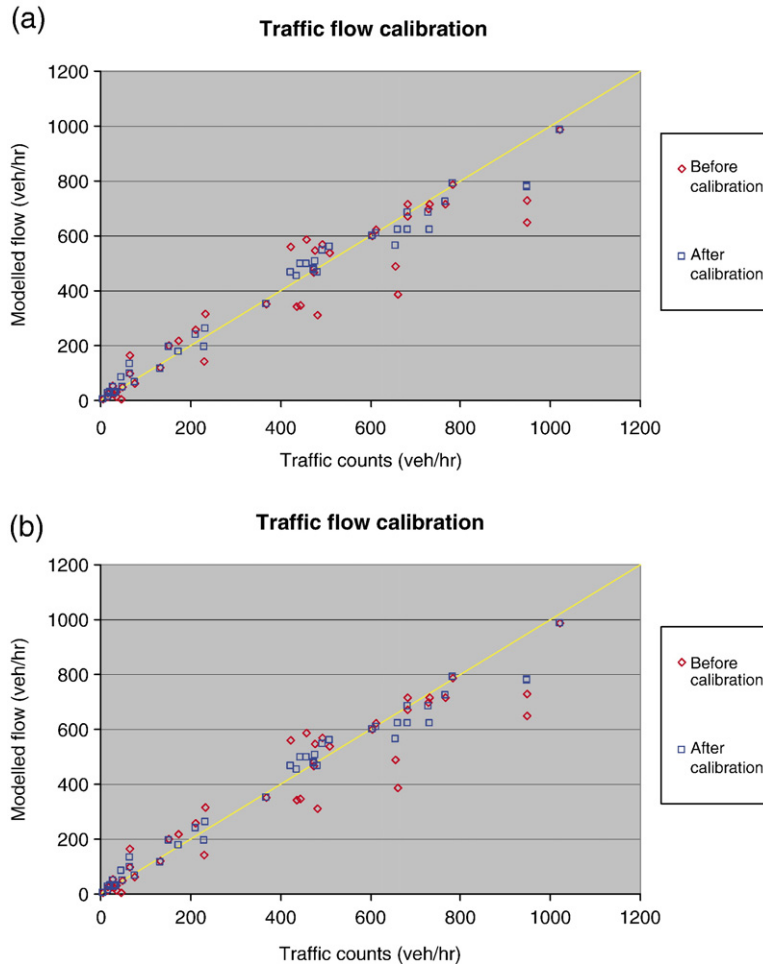 (a)
Traffic flow calibration
1200
1000
800
600
400
200
0
Modelled flow (veh/hr)
0 200 400 600 800 1000 1200
Traffic counts (veh/hr)
Before
calibration
After
calibration
(b)
Traffic flow calibration
1200
1000
800
600
400
200
0
Modelled flow (veh/hr)
0 200 400 600 800 1000 1200
Traffic counts (veh/hr)
Before
calibration
After
calibration